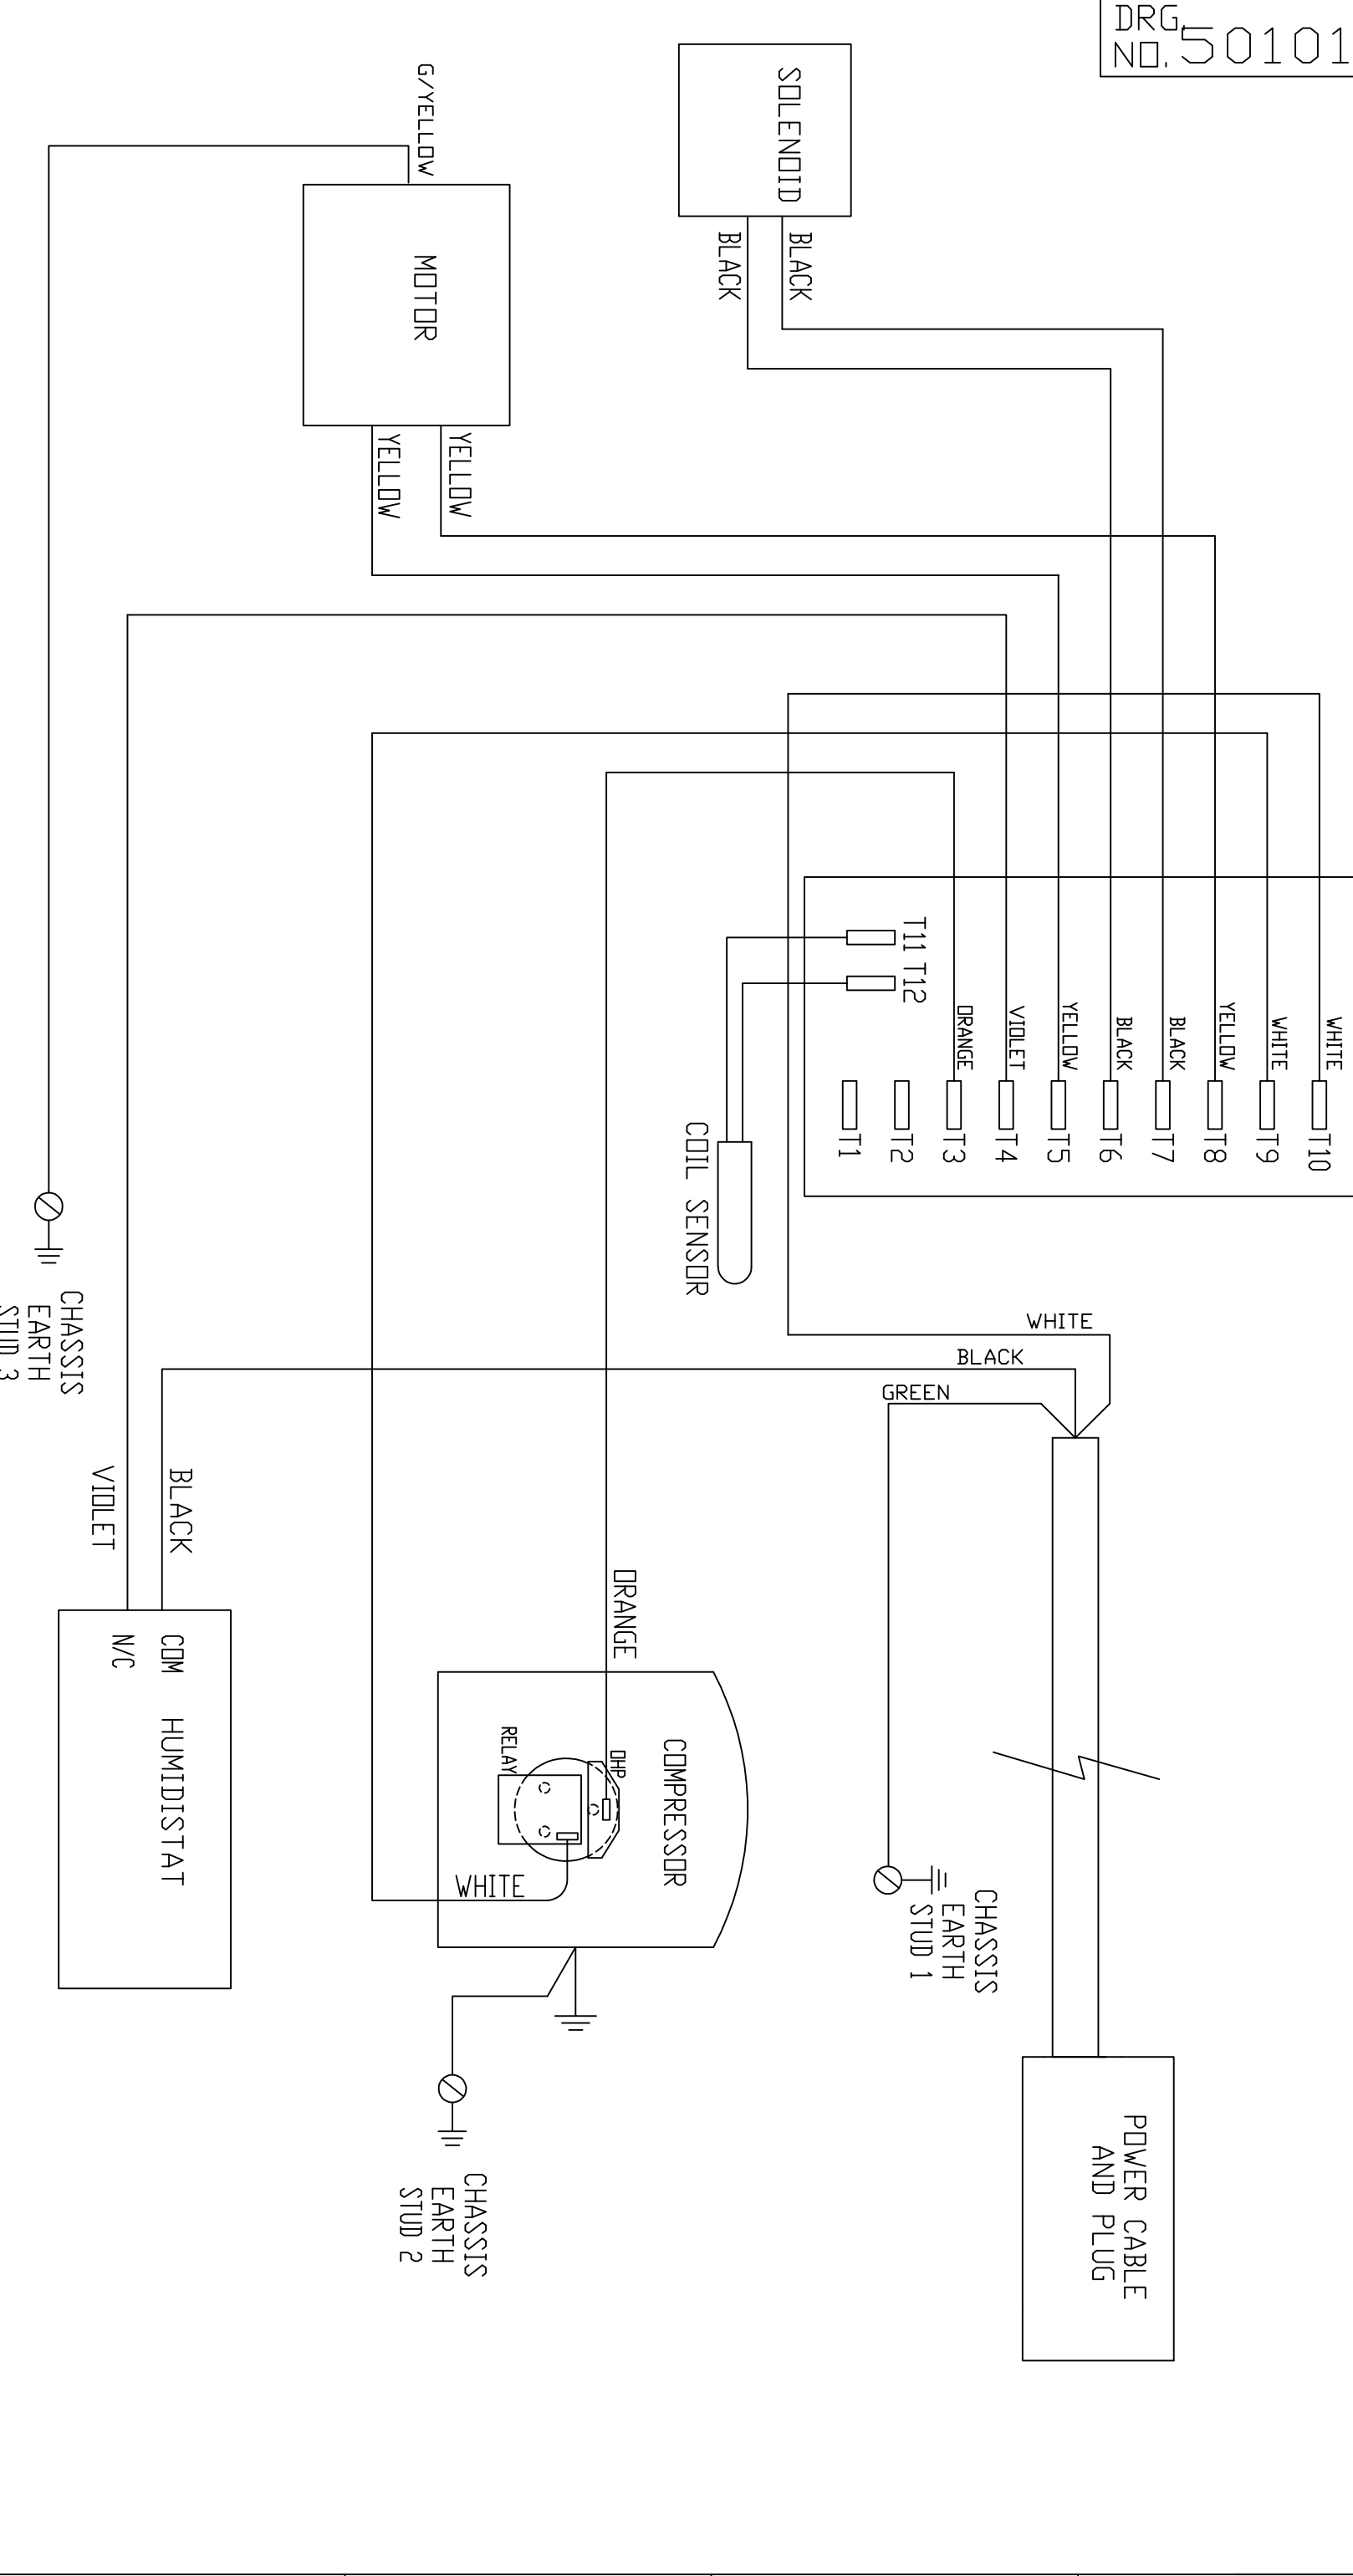 DRG.
NO. 50101
SOLENOID
BLACK
BLACK
G/YELLOW
MOTOR
YELLOW
YELLOW
T11 T12
ORANGE
VIOLET
YELLOW
BLACK
BLACK
YELLOW
WHITE
WHITE
T1
T2
T3
T4
T5
T6
T7
T8
T9
T10
COIL SENSOR
CHASSIS
EARTH
STUD 3
WHITE
BLACK
GREEN
BLACK
VIOLET
COM HUMIDISTAT
N/C
ORANGE
COMPRESSOR
OHP
RELAY
WHITE
CHASSIS
EARTH
STUD 1
CHASSIS
EARTH
STUD 2
POWER CABLE
AND PLUG